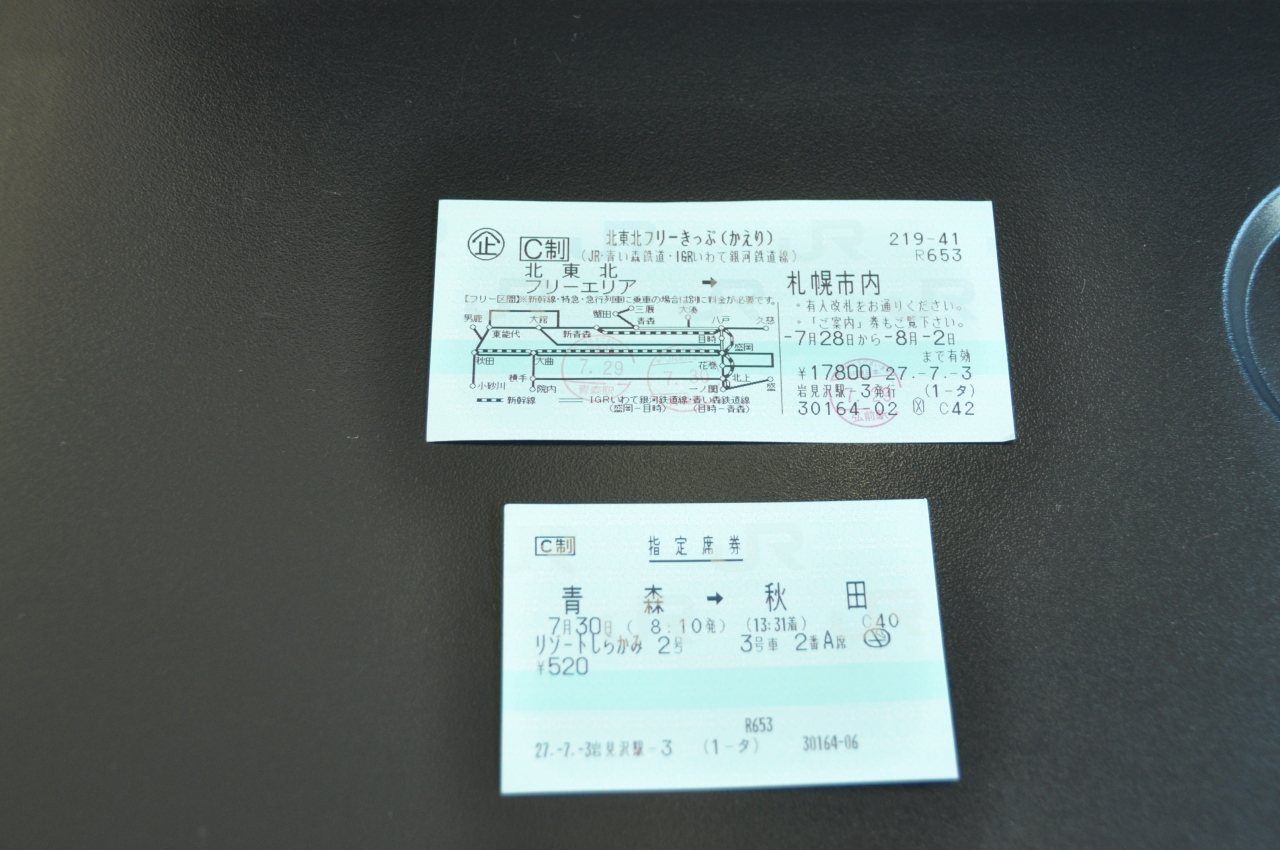 企 C制 北東北フリーきっぷ(かえり) 219-41
(JR・青い森鉄道・IGRいわて銀河鉄道線) R653
北 東 北
フリーエリア ➡ 札幌市内
【フリー区間】※新幹線・特急・急行列車に乗車の場合は別に料金が必要です。
・有人改札をお通りください。
・「ご案内」券もご覧下さい。
-7月28日から-8月-2日
まで有効
¥17800 27.-7.-3
岩見沢駅-3発行 (1-タ)
30164-02 C42
三厩 大湊
男鹿 大館 蟹田 青森 八戸 久慈
東能代 新青森 目時
盛岡
秋田 大曲 花巻
横手 北上
小砂川 院内 一ノ関 盛
新幹線 IGRいわて銀河鉄道線・青い森鉄道線
(盛岡-目時) (目時-青森)
7.29
7.30
弘前駅
C制 指定席券
青 森 ➡ 秋 田
7月30日 ( 8:10発) (13:31着) C40
リゾートしらかみ 2号 3号車 2番A席
¥520
R653
27.-7.-3岩見沢駅-3 (1-タ) 30164-06